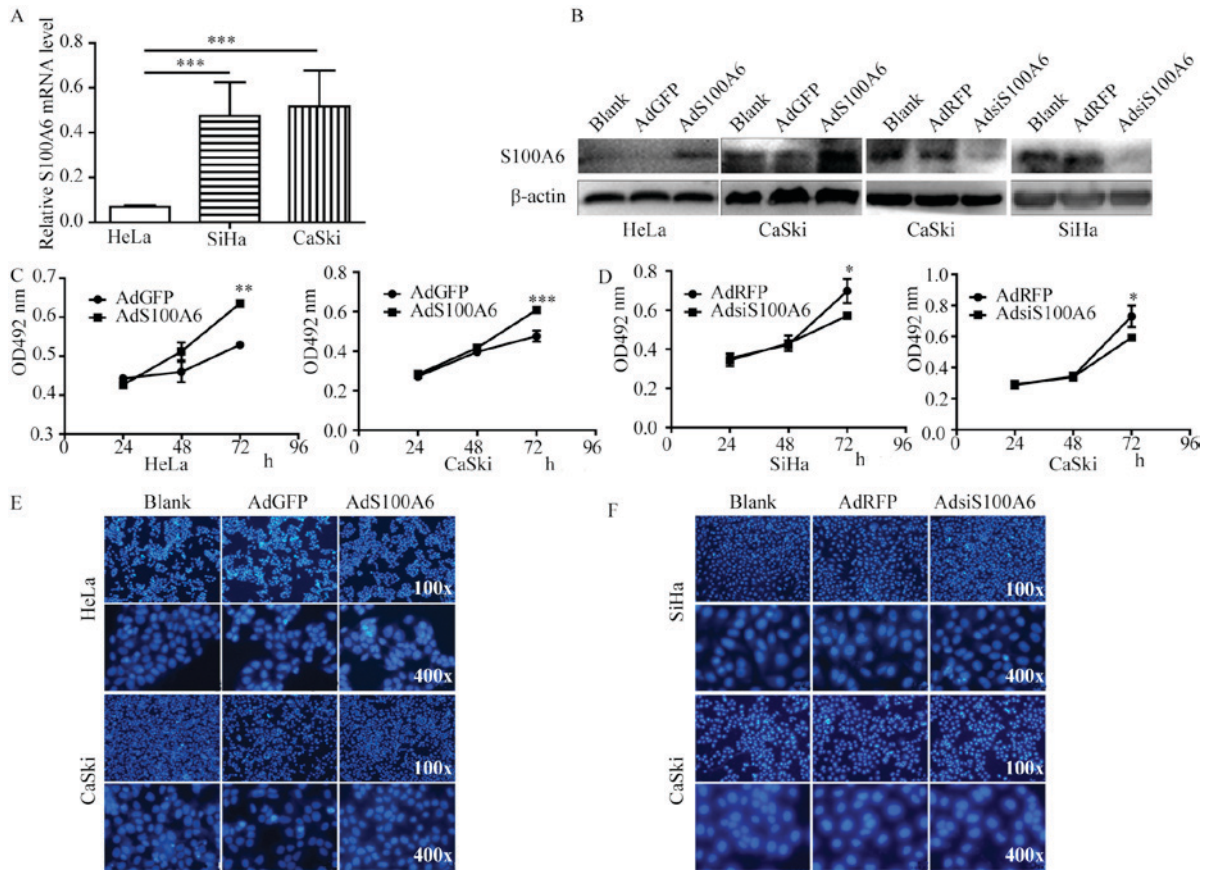 A
Relative S100A6 mRNA level
0.8
0.6
0.4
0.2
0.0
***
***
HeLa
SiHa
CaSki
B
Blank
AdGFP
AdS100A6
Blank
AdGFP
AdS100A6
Blank
AdRFP
AdsiS100A6
Blank
AdRFP
AdsiS100A6
S100A6
β-actin
HeLa
CaSki
CaSki
SiHa
C
OD492 nm
0.7
0.6
0.5
0.4
0.3
AdGFP
AdS100A6
**
0
24
48
72
96
HeLa
h
OD492 nm
0.8
0.6
0.4
0.2
0.0
AdGFP
AdS100A6
***
0
24
48
72
96
CaSki
h
D
OD492 nm
0.8
0.6
0.4
0.2
0.0
AdRFP
AdsiS100A6
*
0
24
48
72
96
SiHa
h
OD492 nm
1.0
0.8
0.6
0.4
0.2
0.0
AdRFP
AdsiS100A6
*
0
24
48
72
96
CaSki
h
E
Blank
AdGFP
AdS100A6
HeLa
100x
400x
CaSki
100x
400x
F
Blank
AdRFP
AdsiS100A6
SiHa
100x
400x
CaSki
100x
400x